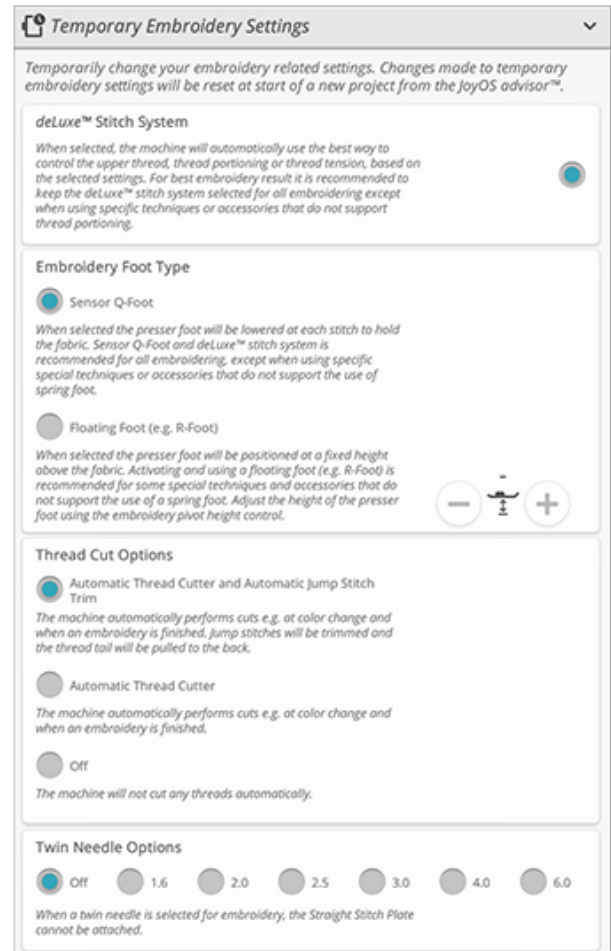 Temporary Embroidery Settings
Temporarily change your embroidery related settings. Changes made to temporary
embroidery settings will be reset at start of a new project from the JoyOS advisor™.
deLuxe™ Stitch System
When selected, the machine will automatically use the best way to
control the upper thread, thread portioning or thread tension, based on
the selected settings. For best embroidery result it is recommended to
keep the deLuxe™ stitch system selected for all embroidering except
when using specific techniques or accessories that do not support
thread portioning.
Embroidery Foot Type
Sensor Q-Foot
When selected the presser foot will be lowered at each stitch to hold
the fabric. Sensor Q-Foot and deLuxe™ stitch system is
recommended for all embroidering, except when using specific
special techniques or accessories that do not support the use of
spring foot.
Floating Foot (e.g. R-Foot)
When selected the presser foot will be positioned at a fixed height
above the fabric. Activating and using a floating foot (e.g. R-Foot) is
recommended for some special techniques and accessories that do
not support the use of a spring foot. Adjust the height of the presser
foot using the embroidery pivot height control.
Thread Cut Options
Automatic Thread Cutter and Automatic Jump Stitch
Trim
The machine automatically performs cuts e.g. at color change and
when an embroidery is finished. Jump stitches will be trimmed and
the thread tail will be pulled to the back.
Automatic Thread Cutter
The machine automatically performs cuts e.g. at color change and
when an embroidery is finished.
Off
The machine will not cut any threads automatically.
Twin Needle Options
Off 1.6 2.0 2.5 3.0 4.0 6.0
When a twin needle is selected for embroidery, the Straight Stitch Plate
cannot be attached.